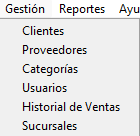 Gestión Reportes Ayu
Clientes
Proveedores
Categorías
Usuarios
Historial de Ventas
Sucursales